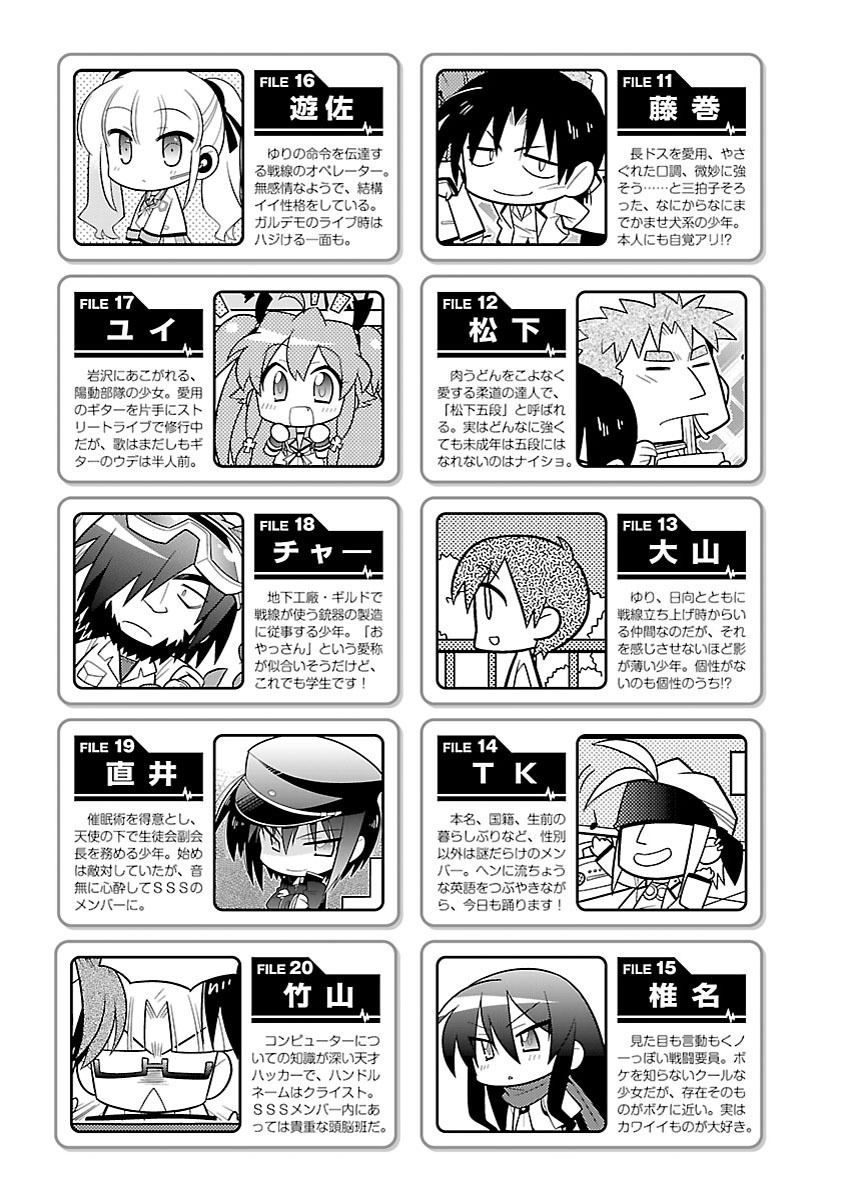 FILE 11
藤巻
長ドスを愛用、やさ
ぐれた口調、微妙に強
そう……と三拍子そろ
った、なにからなにま
でかませ犬系の少年。
本人にも自覚アリ!?
FILE 12
松下
肉うどんをこよなく
愛する柔道の達人で、
「松下五段」と呼ばれ
る。実はどんなに強く
ても未成年は五段には
なれないのはナイショ。
FILE 13
大山
ゆり、日向とともに
戦線立ち上げ時からい
る仲間なのだが、それ
を感じさせないほど影
が薄い少年。個性がな
いのも個性のうち!?
FILE 14
TK
本名、国籍、生前の
暮らしぶりなど、性別
以外は謎だらけのメン
バー。ヘンに流ちょう
な英語をつぶやきなが
ら、今日も踊ります!
FILE 15
椎名
見た目も言動もくノ
一っぽい戦闘要員。ボ
ケを知らないクールな
少女だが、存在そのも
のがボケに近い。実は
カワイイものが大好き。
FILE 16
遊佐
ゆりの命令を伝達す
る戦線のオペレーター。
無感情なようで、結構
イイ性格をしている。
ガルデモのライブ時は
ハジける一面も。
FILE 17
ユイ
岩沢にあこがれる、
陽動部隊の少女。愛用
のギターを片手にスト
リートライブで修行中
だが、歌はまだしもギ
ターのウデは半人前。
FILE 18
チャー
地下工廠・ギルドで
戦線が使う銃器の製造
に従事する少年。「お
やっさん」という愛称
が似合いそうだけど、
これでも学生です!
FILE 19
直井
催眠術を得意とし、
天使の下で生徒会副会
長を務める少年。始め
は敵対していたが、音
無に心酔してSSSの
メンバーに。
FILE 20
竹山
コンピューターにつ
いての知識が深い天才
ハッカーで、ハンドル
ネームはクライスト。
SSSメンバー内にあ
っては貴重な頭脳班だ。